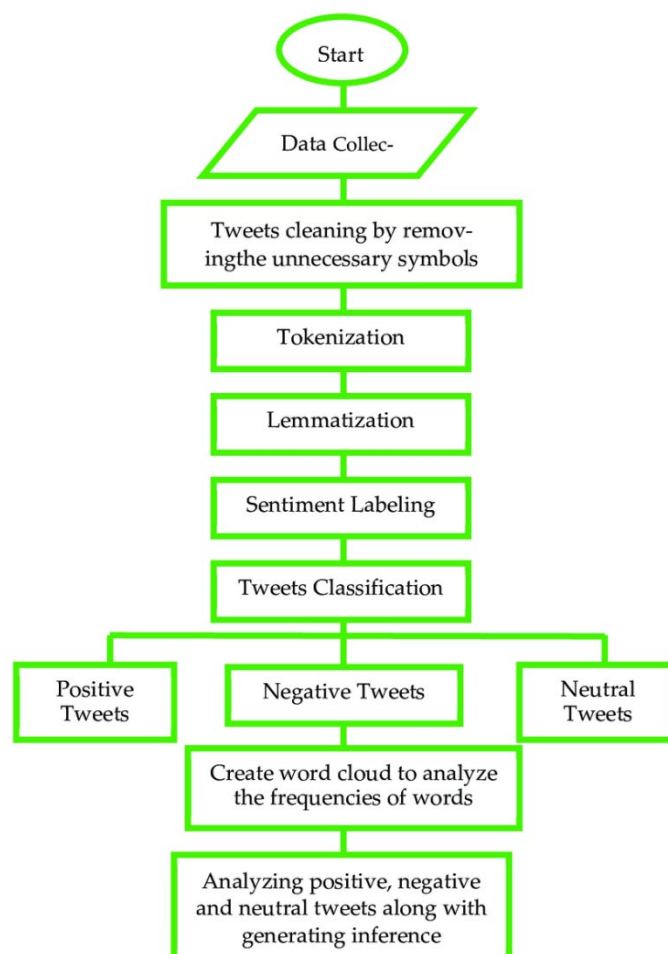 Start
Data Collec-
Tweets cleaning by remov-
ingthe unnecessary symbols
Tokenization
Lemmatization
Sentiment Labeling
Tweets Classification
Positive
Tweets
Negative Tweets
Neutral
Tweets
Create word cloud to analyze
the frequencies of words
Analyzing positive, negative
and neutral tweets along with
generating inference